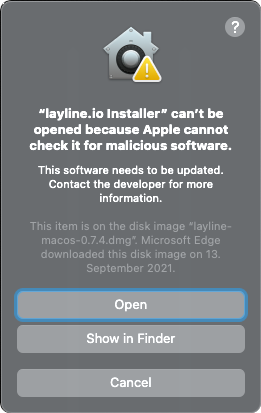 ?
“layline.io Installer” can’t be
opened because Apple cannot
check it for malicious software.
This software needs to be updated.
Contact the developer for more
information.
This item is on the disk image “layline-
macos-0.7.4.dmg”. Microsoft Edge
downloaded this disk image on 13.
September 2021.
Open
Show in Finder
Cancel